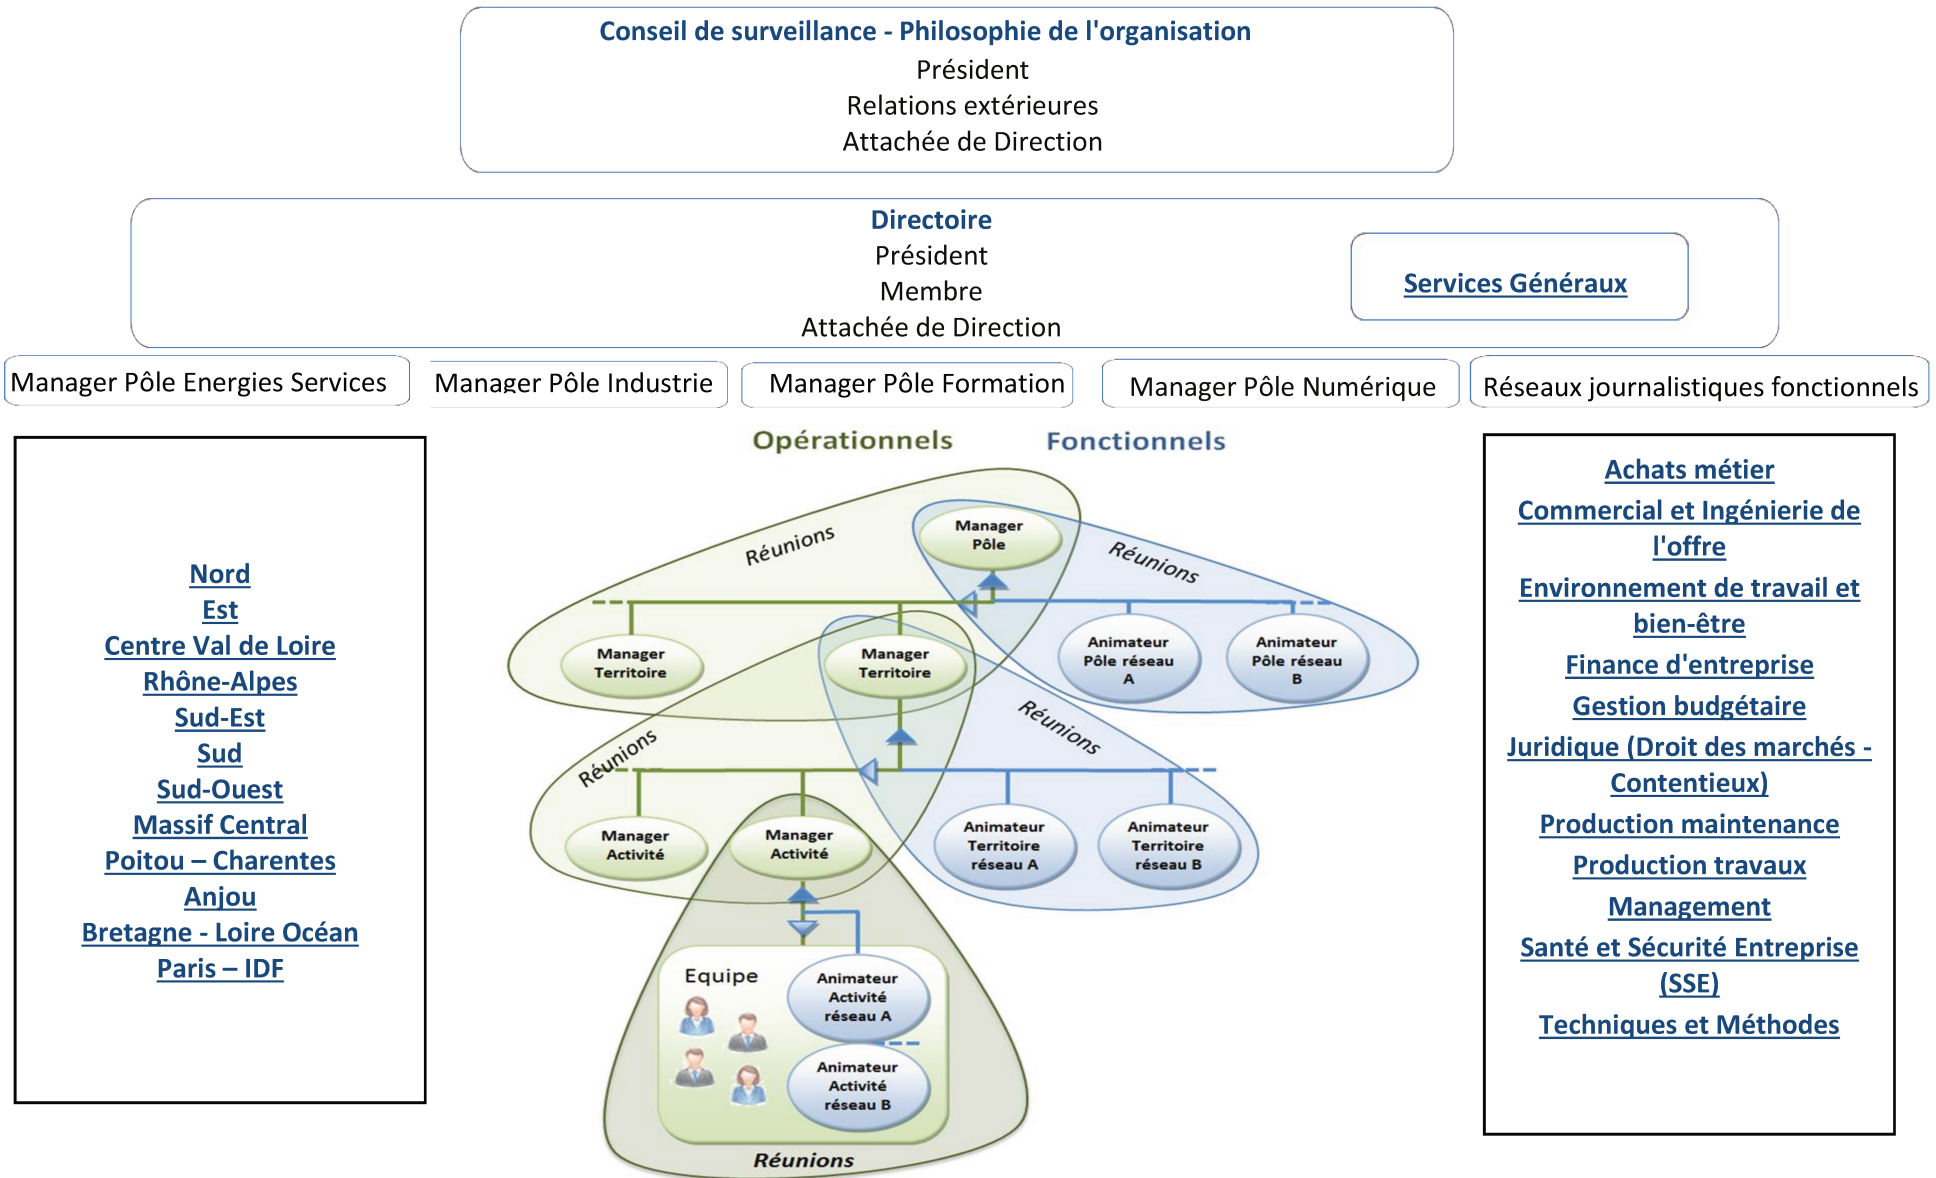 Conseil de surveillance - Philosophie de l'organisation
Président
Relations extérieures
Attachée de Direction
Directoire
Président
Membre
Attachée de Direction
Services Généraux
Manager Pôle Energies Services
Manager Pôle Industrie
Manager Pôle Formation
Manager Pôle Numérique
Réseaux journalistiques fonctionnels
Nord
Est
Centre Val de Loire
Rhône-Alpes
Sud-Est
Sud
Sud-Ouest
Massif Central
Poitou – Charentes
Anjou
Bretagne - Loire Océan
Paris – IDF
Opérationnels
Fonctionnels
Réunions
Manager
Pôle
Réunions
Manager
Territoire
Manager
Territoire
Animateur
Pôle réseau
A
Animateur
Pôle réseau
B
Réunions
Réunions
Manager
Activité
Manager
Activité
Animateur
Territoire
réseau A
Animateur
Territoire
réseau B
Equipe
Animateur
Activité
réseau A
Animateur
Activité
réseau B
Réunions
Achats métier
Commercial et Ingénierie de
l'offre
Environnement de travail et
bien-être
Finance d'entreprise
Gestion budgétaire
Juridique (Droit des marchés -
Contentieux)
Production maintenance
Production travaux
Management
Santé et Sécurité Entreprise
(SSE)
Techniques et Méthodes